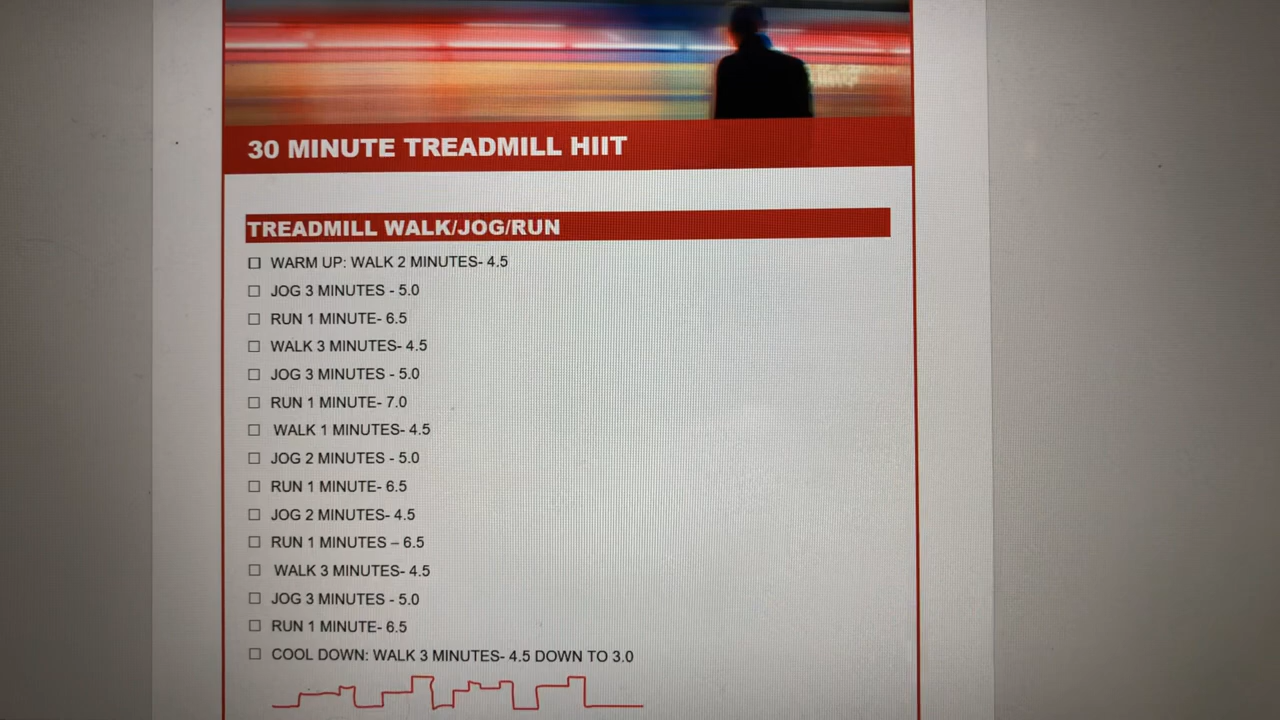 30 MINUTE TREADMILL HIIT
TREADMILL WALK/JOG/RUN
☐ WARM UP: WALK 2 MINUTES- 4.5
☐ JOG 3 MINUTES - 5.0
☐ RUN 1 MINUTE- 6.5
☐ WALK 3 MINUTES- 4.5
☐ JOG 3 MINUTES - 5.0
☐ RUN 1 MINUTE- 7.0
☐ WALK 1 MINUTES- 4.5
☐ JOG 2 MINUTES - 5.0
☐ RUN 1 MINUTE- 6.5
☐ JOG 2 MINUTES- 4.5
☐ RUN 1 MINUTES – 6.5
☐ WALK 3 MINUTES- 4.5
☐ JOG 3 MINUTES - 5.0
☐ RUN 1 MINUTE- 6.5
☐ COOL DOWN: WALK 3 MINUTES- 4.5 DOWN TO 3.0